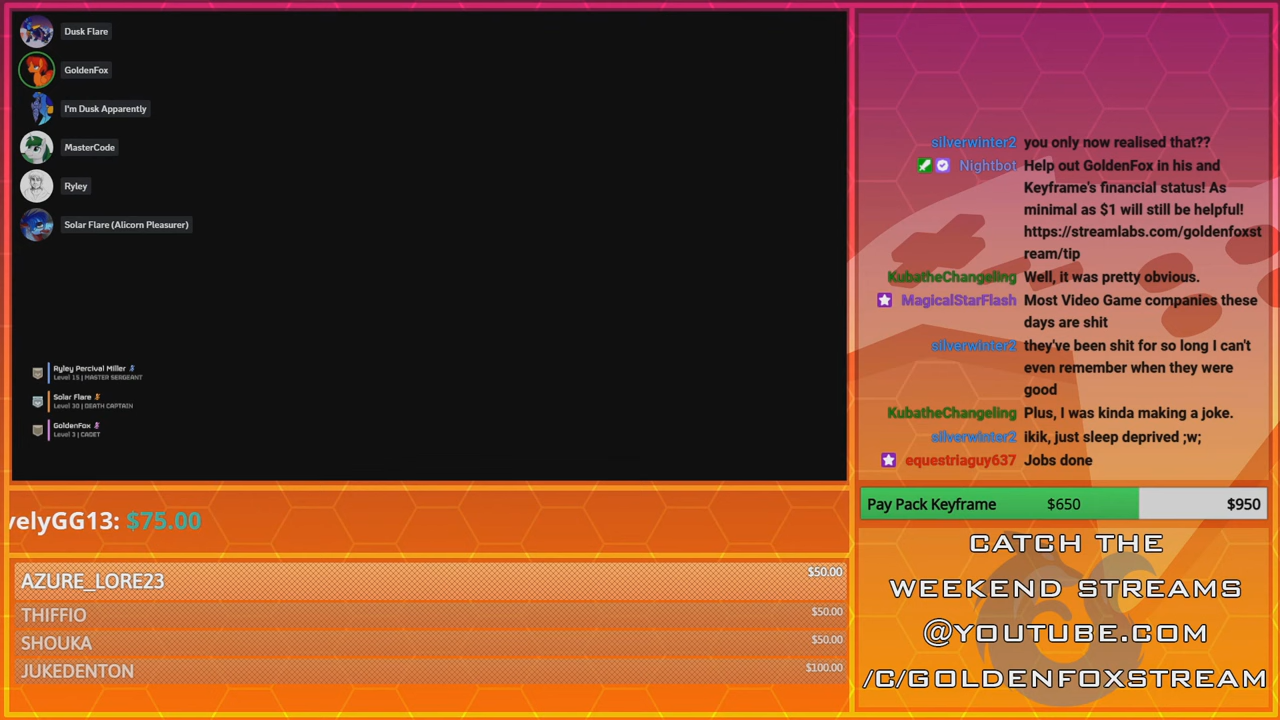 Dusk Flare
GoldenFox
I'm Dusk Apparently
MasterCode
Ryley
Solar Flare (Alicorn Pleasurer)
Ryley Percival Miller
Level 15 | MASTER SERGEANT
Solar Flare
Level 30 | DEATH CAPTAIN
GoldenFox
Level 3 | CADET
velyGG13: $75.00
AZURE_LORE23 $50.00
THIFFIO $50.00
SHOUKA $50.00
JUKEDENTON $100.00
silverwinter2 you only now realised that??
Nightbot Help out GoldenFox in his and
Keyframe's financial status! As
minimal as $1 will still be helpful!
https://streamlabs.com/goldenfoxst
ream/tip
KubatheChangeling Well, it was pretty obvious.
MagicalStarFlash Most Video Game companies these
days are shit
silverwinter2 they've been shit for so long I can't
even remember when they were
good
KubatheChangeling Plus, I was kinda making a joke.
silverwinter2 ikik, just sleep deprived ;w;
equestriaguy637 Jobs done
Pay Pack Keyframe $650 $950
CATCH THE
WEEKEND STREAMS
@YOUTUBE.COM
/C/GOLDENFOXSTREAM